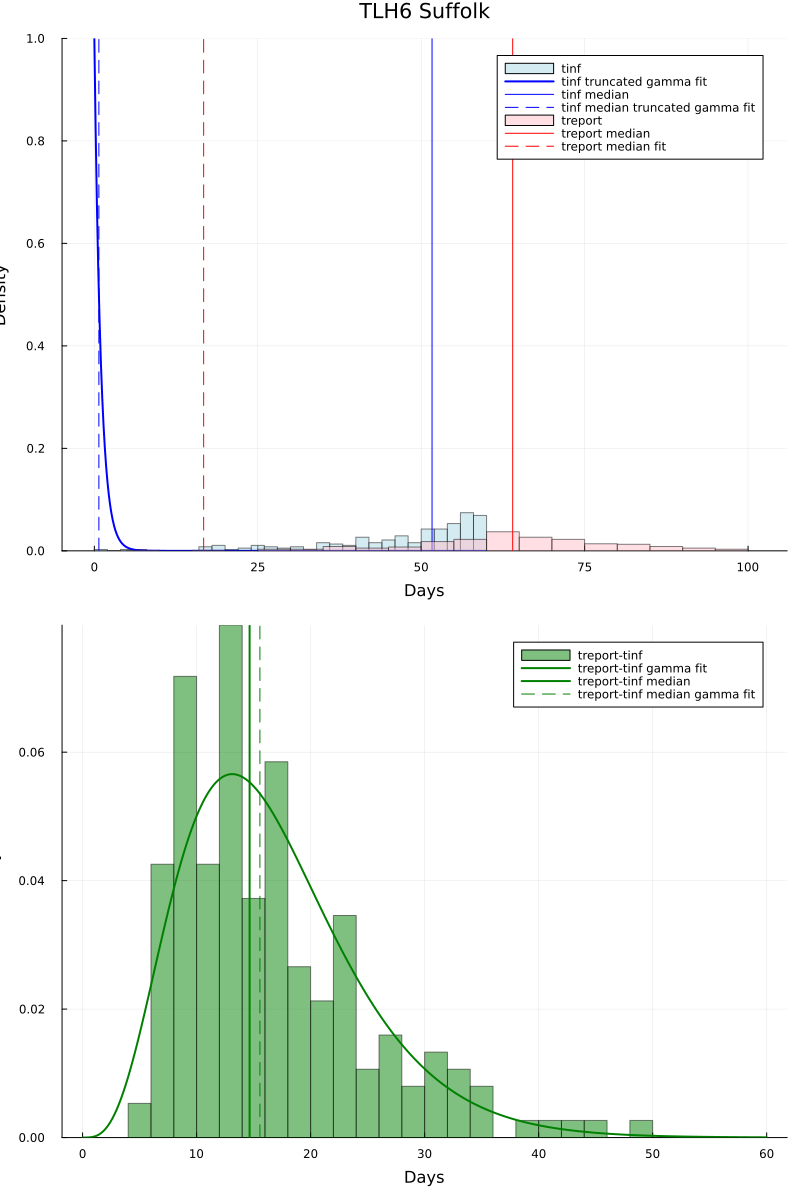 TLH6 Suffolk
1.0
0.8
0.6
0.4
0.2
0.0
Density
tinf
tinf truncated gamma fit
tinf median
tinf median truncated gamma fit
treport
treport median
treport median fit
0 25 50 75 100
Days
treport-tinf
treport-tinf gamma fit
treport-tinf median
treport-tinf median gamma fit
0.06
0.04
0.02
0.00
0 10 20 30 40 50 60
Days